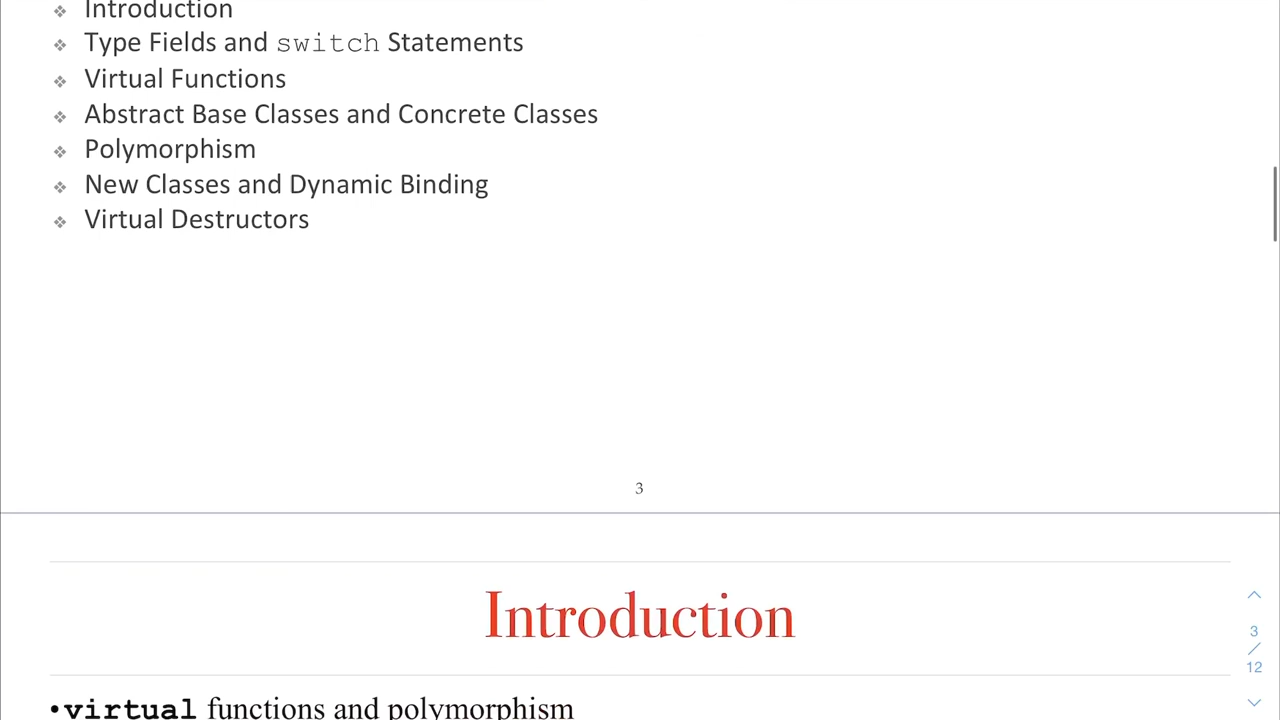 ❖ Introduction
❖ Type Fields and switch Statements
❖ Virtual Functions
❖ Abstract Base Classes and Concrete Classes
❖ Polymorphism
❖ New Classes and Dynamic Binding
❖ Virtual Destructors
3
Introduction
•virtual functions and polymorphism
3
/
12